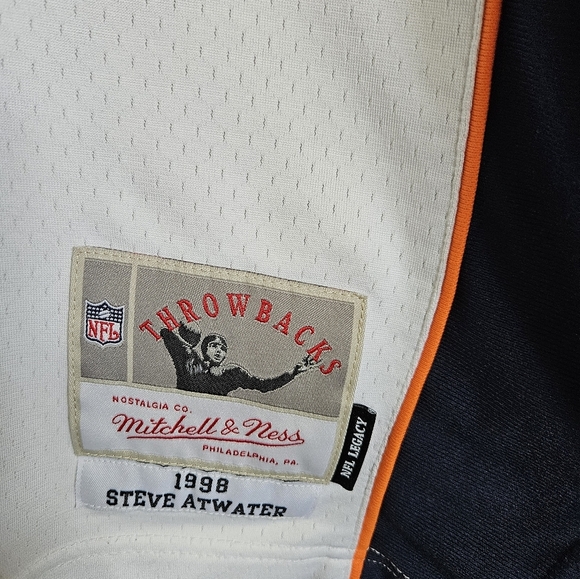 THROWBACKS
NFL
NOSTALGIA CO.
Mitchell & Ness
PHILADELPHIA, PA.
NFL LEGACY
1998
STEVE ATWATER